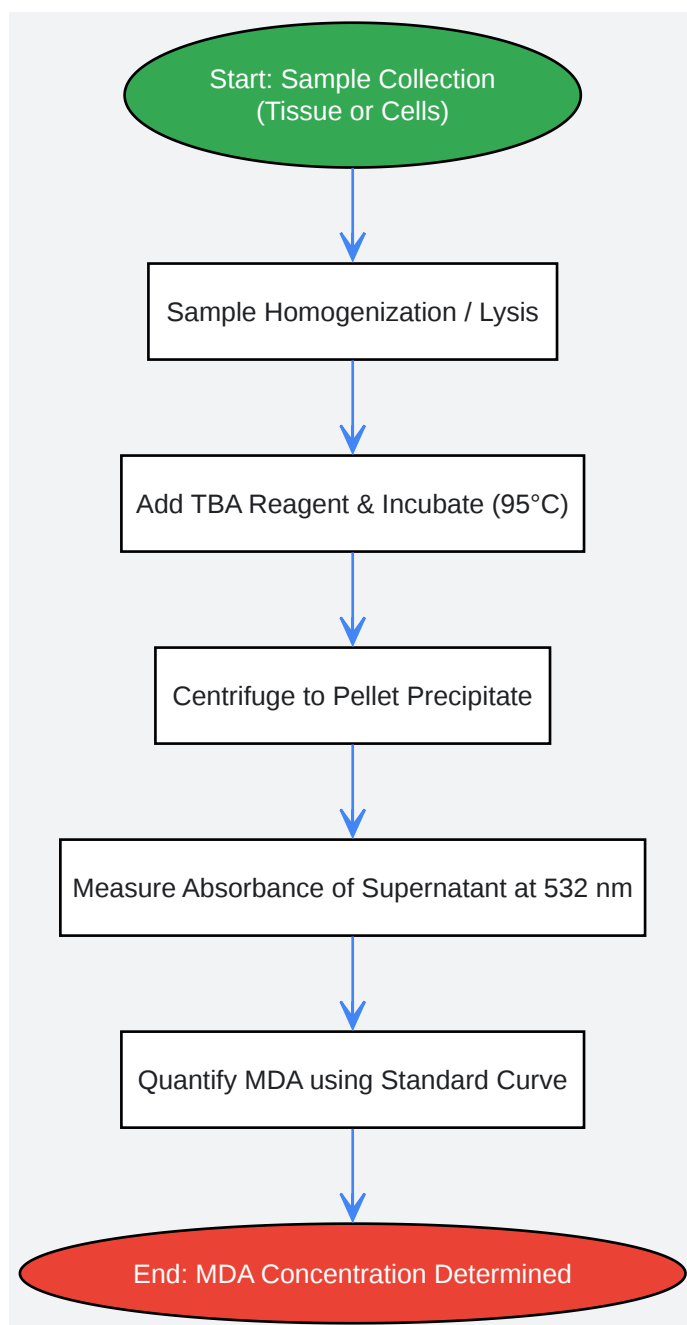 Start: Sample Collection
(Tissue or Cells)
Sample Homogenization / Lysis
Add TBA Reagent & Incubate (95°C)
Centrifuge to Pellet Precipitate
Measure Absorbance of Supernatant at 532 nm
Quantify MDA using Standard Curve
End: MDA Concentration Determined